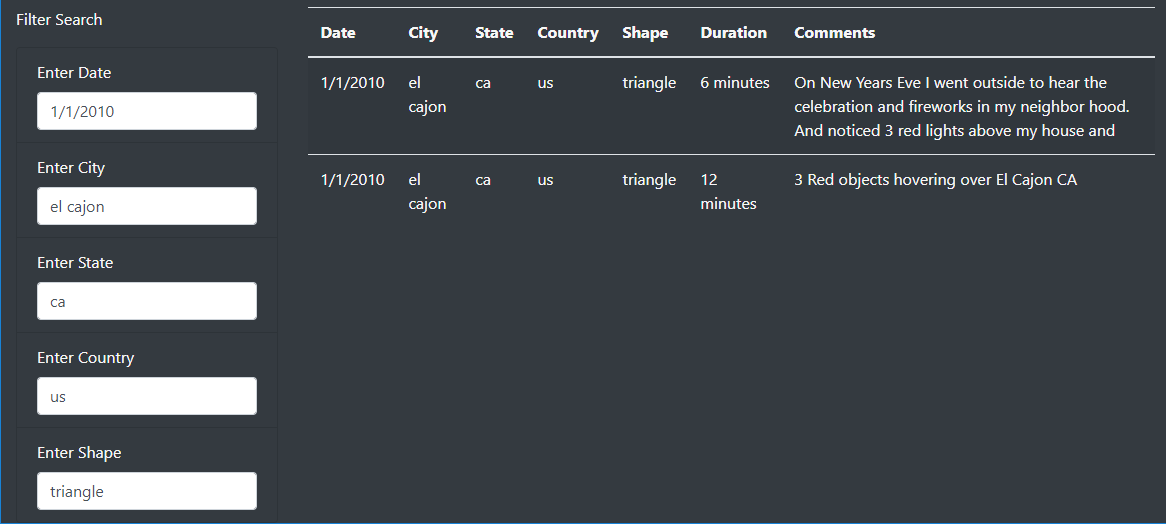 Filter Search
Enter Date
1/1/2010
Enter City
el cajon
Enter State
ca
Enter Country
us
Enter Shape
triangle
Date City State Country Shape Duration Comments
1/1/2010 el ca us triangle 6 minutes On New Years Eve I went outside to hear the
cajon celebration and fireworks in my neighbor hood.
And noticed 3 red lights above my house and
1/1/2010 el ca us triangle 12 3 Red objects hovering over El Cajon CA
cajon minutes